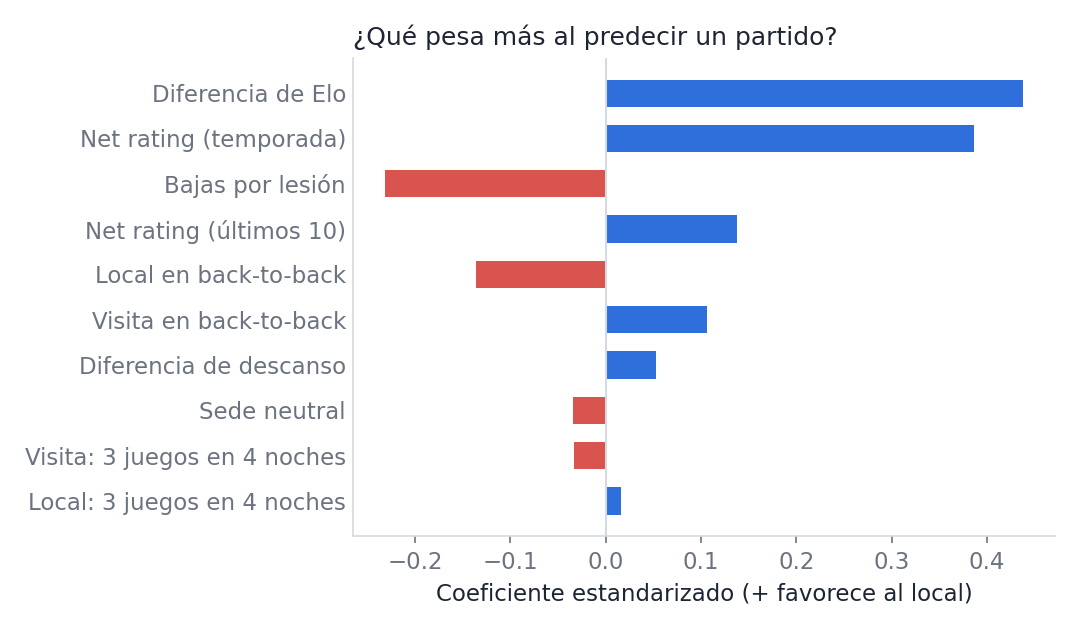 ¿Qué pesa más al predecir un partido?
Diferencia de Elo
Net rating (temporada)
Bajas por lesión
Net rating (últimos 10)
Local en back-to-back
Visita en back-to-back
Diferencia de descanso
Sede neutral
Visita: 3 juegos en 4 noches
Local: 3 juegos en 4 noches
−0.2 −0.1 0.0 0.1 0.2 0.3 0.4
Coeficiente estandarizado (+ favorece al local)